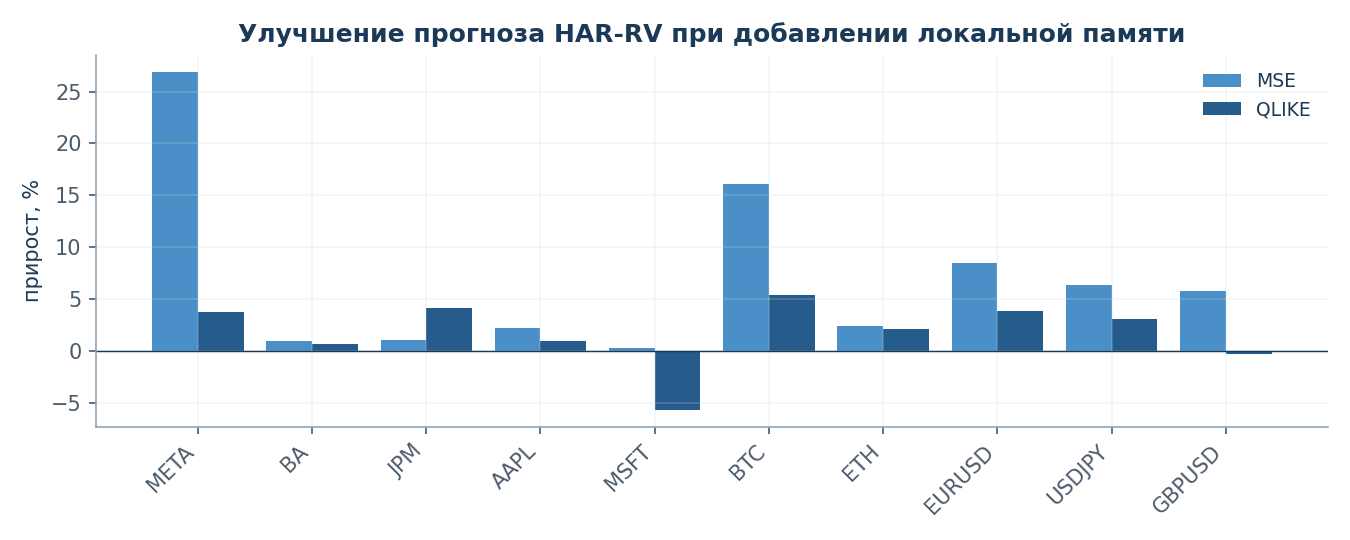 Улучшение прогноза HAR-RV при добавлении локальной памяти
MSE
QLIKE
прирост, %
25
20
15
10
5
0
−5
META
BA
JPM
AAPL
MSFT
BTC
ETH
EURUSD
USDJPY
GBPUSD